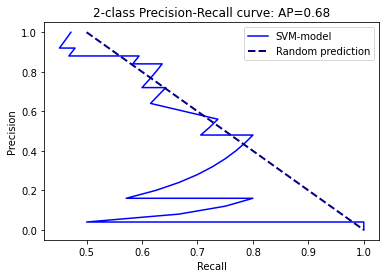 2-class Precision-Recall curve: AP=0.68
SVM-model
Random prediction
Precision
1.0
0.8
0.6
0.4
0.2
0.0
0.5 0.6 0.7 0.8 0.9 1.0
Recall